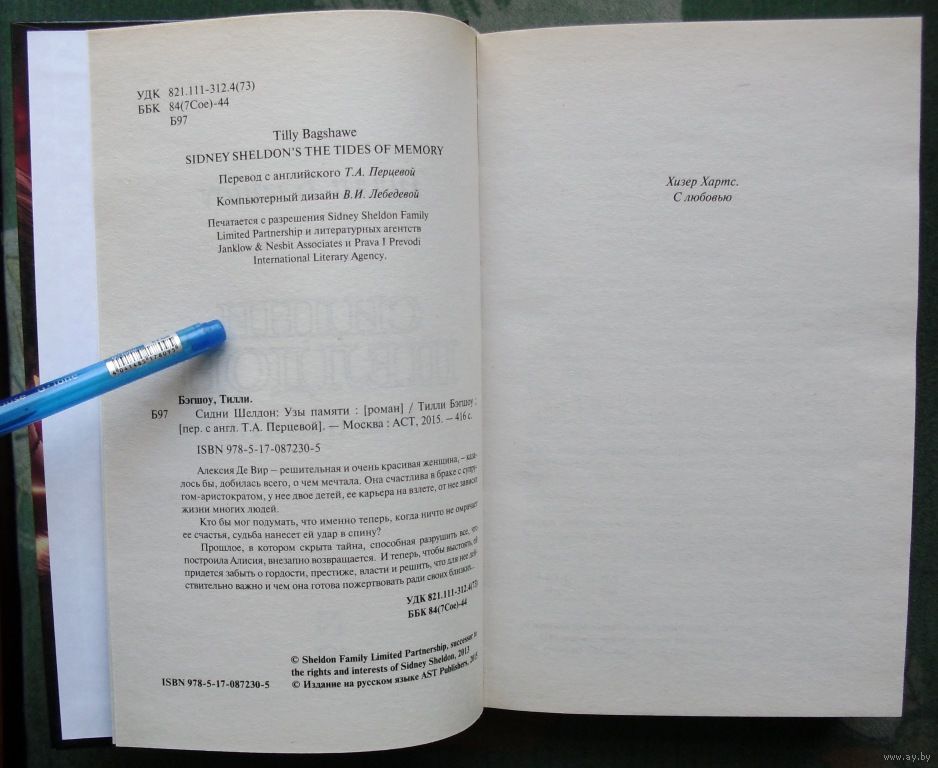 УДК 821.111-312.4(73)
ББК 84(7Сое)-44
Б97
Tilly Bagshawe
SIDNEY SHELDON'S THE TIDES OF MEMORY
Перевод с английского Т.А. Перцевой
Компьютерный дизайн В.И. Лебедевой
Печатается с разрешения Sidney Sheldon Family
Limited Partnership и литературных агентств
Janklow & Nesbit Associates и Prava I Prevodi
International Literary Agency.
Бэгшоу, Тилли.
Б97 Сидни Шелдон: Узы памяти : [роман] / Тилли Бэгшоу ;
[пер. с англ. Т.А. Перцевой]. — Москва : АСТ, 2015. — 416 с.
ISBN 978-5-17-087230-5
Алексия Де Вир – решительная и очень красивая женщина, – каза-
лось бы, добилась всего, о чем мечтала. Она счастлива в браке с супру-
гом-аристократом, у нее двое детей, ее карьера на взлете, от нее зависят
жизни многих людей.
Кто бы мог подумать, что именно теперь, когда ничто не омрачает
ее счастья, судьба нанесет ей удар в спину?
Прошлое, в котором скрыта тайна, способная разрушить все, что
построила Алисия, внезапно возвращается. И теперь, чтобы выстоять, ей
придется забыть о гордости, престиже, власти и решить, что для нее дей-
ствительно важно и чем она готова пожертвовать ради своих близких...
УДК 821.111-312.4(73)
ББК 84(7Сое)-44
© Sheldon Family Limited Partnership, successor to
the rights and interests of Sidney Sheldon, 2013
ISBN 978-5-17-087230-5 © Издание на русском языке AST Publishers, 2015
Хизер Хартс.
С любовью
www.ay.by